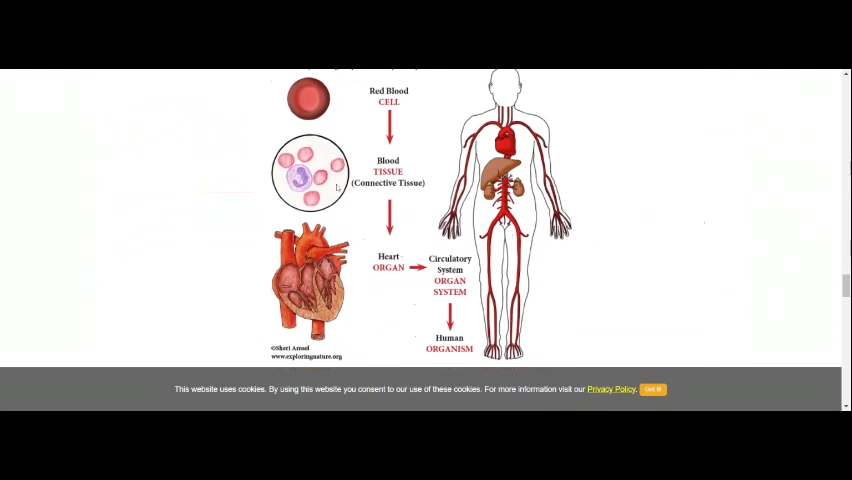 Red Blood
CELL
Blood
TISSUE
(Connective Tissue)
Heart
ORGAN
Circulatory
System
ORGAN
SYSTEM
Human
ORGANISM
©Sheri Amsel
www.exploringnature.org
This website uses cookies. By using this website you consent to our use of these cookies. For more information visit our Privacy Policy. Got It!